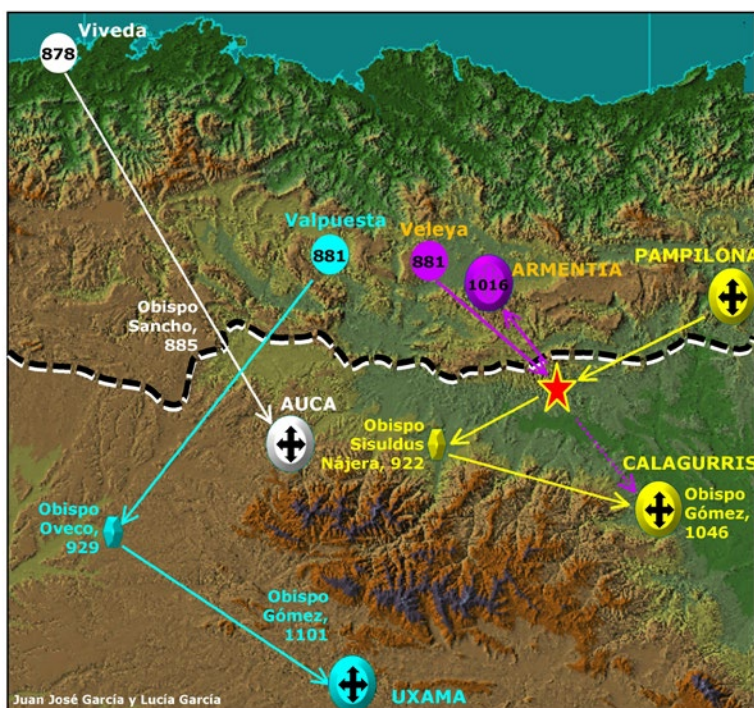 Viveda
878
Valpuesta
881
Veleya
881
ARMENTIA
1016
PAMPILONA
Obispo
Sancho,
885
AUCA
Obispo
Sisuldus
Nájera, 922
CALAGURRIS
Obispo
Gómez,
1046
Obispo
Oveco,
929
Obispo
Gómez,
1101
UXAMA
Juan José García y Lucía García